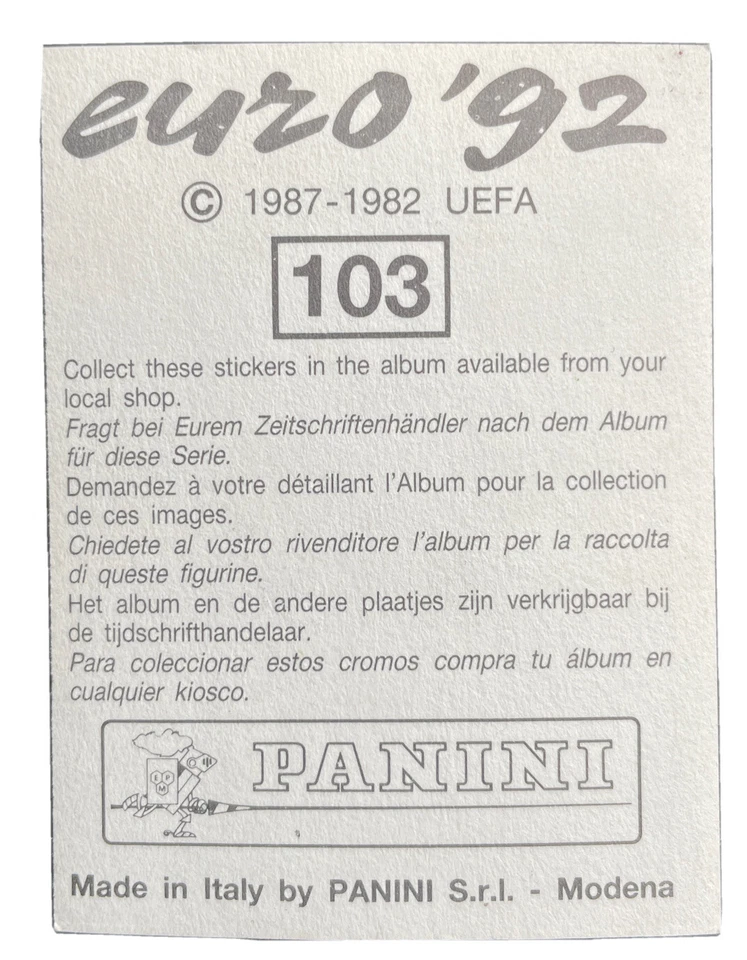 euro '92
© 1987-1982 UEFA
103
Collect these stickers in the album available from your
local shop.
Fragt bei Eurem Zeitschriftenhändler nach dem Album
für diese Serie.
Demandez à votre détaillant l'Album pour la collection
de ces images.
Chiedete al vostro rivenditore l'album per la raccolta
di queste figurine.
Het album en de andere plaatjes zijn verkrijgbaar bij
de tijdschrifthandelaar.
Para coleccionar estos cromos compra tu álbum en
cualquier kiosco.
E P
M
PANINI
Made in Italy by PANINI S.r.l. - Modena